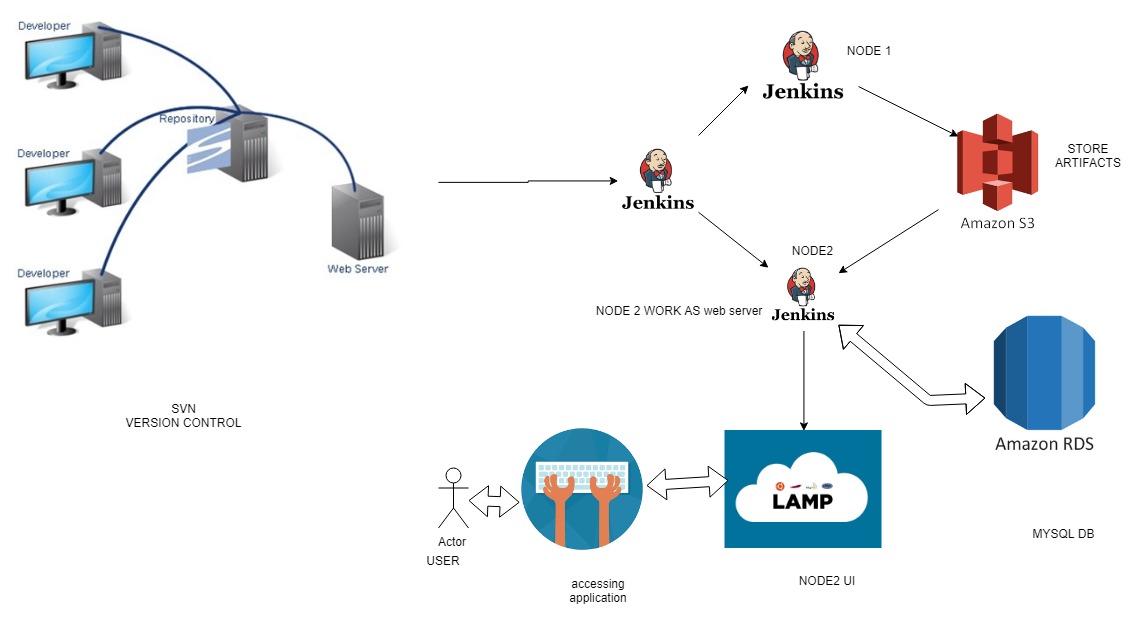 Developer
Repository
Developer
Developer
Web Server
SVN
VERSION CONTROL
Jenkins
NODE 1
Jenkins
STORE
ARTIFACTS
Amazon S3
NODE2
NODE 2 WORK AS web server
Jenkins
Amazon RDS
MYSQL DB
LAMP
NODE2 UI
Actor
USER
accessing
application